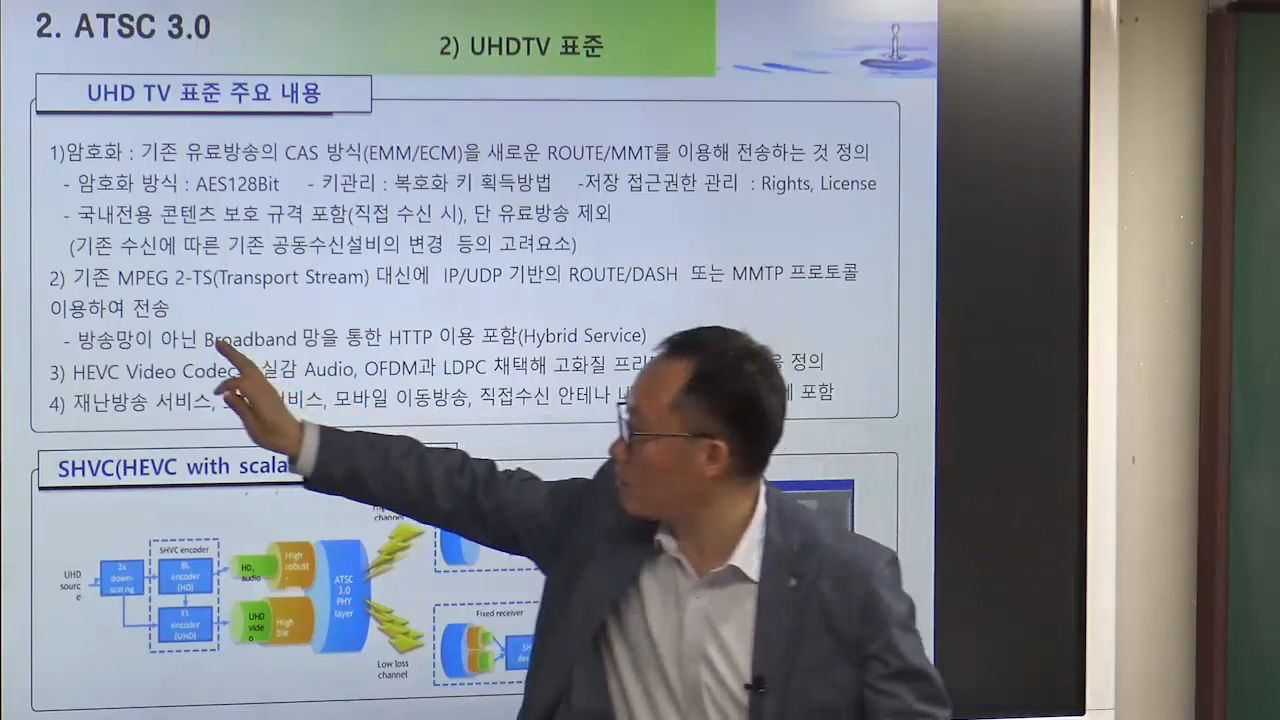 2. ATSC 3.0
2) UHDTV 표준
UHD TV 표준 주요 내용
1)암호화 : 기존 유료방송의 CAS 방식(EMM/ECM)을 새로운 ROUTE/MMT를 이용해 전송하는 것 정의
- 암호화 방식 : AES128Bit - 키관리 : 복호화 키 획득방법 -저장 접근권한 관리 : Rights, License
- 국내전용 콘텐츠 보호 규격 포함(직접 수신 시), 단 유료방송 제외
(기존 수신에 따른 기존 공동수신설비의 변경 등의 고려요소)
2) 기존 MPEG 2-TS(Transport Stream) 대신에 IP/UDP 기반의 ROUTE/DASH 또는 MMTP 프로토콜
이용하여 전송
- 방송망이 아닌 Broadband 망을 통한 HTTP 이용 포함(Hybrid Service)
3) HEVC Video Codec 실감 Audio, OFDM과 LDPC 채택해 고화질 정의
4) 재난방송 서비스, 모바일 이동방송, 직접수신 안테나 포함
SHVC(HEVC with
UHD
sourc
e
2x
down-
scaling
SHVC encoder
BL
encoder
(HD)
EL
encoder
(UHD)
HD,
audio
High
robust
UHD
vide
o
High
BW
ATSC
3.0
PHY
layer
channel
Low loss
channel
Fixed receiver